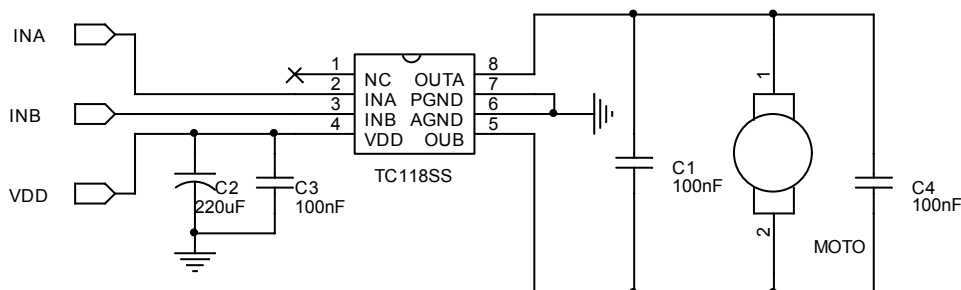 INA
INB
VDD
1
2
3
4
NC
INA
INB
VDD
OUTA
PGND
AGND
OUB
8
7
6
5
TC118SS
C2
220uF
C3
100nF
C1
100nF
1
2
MOTO
C4
100nF